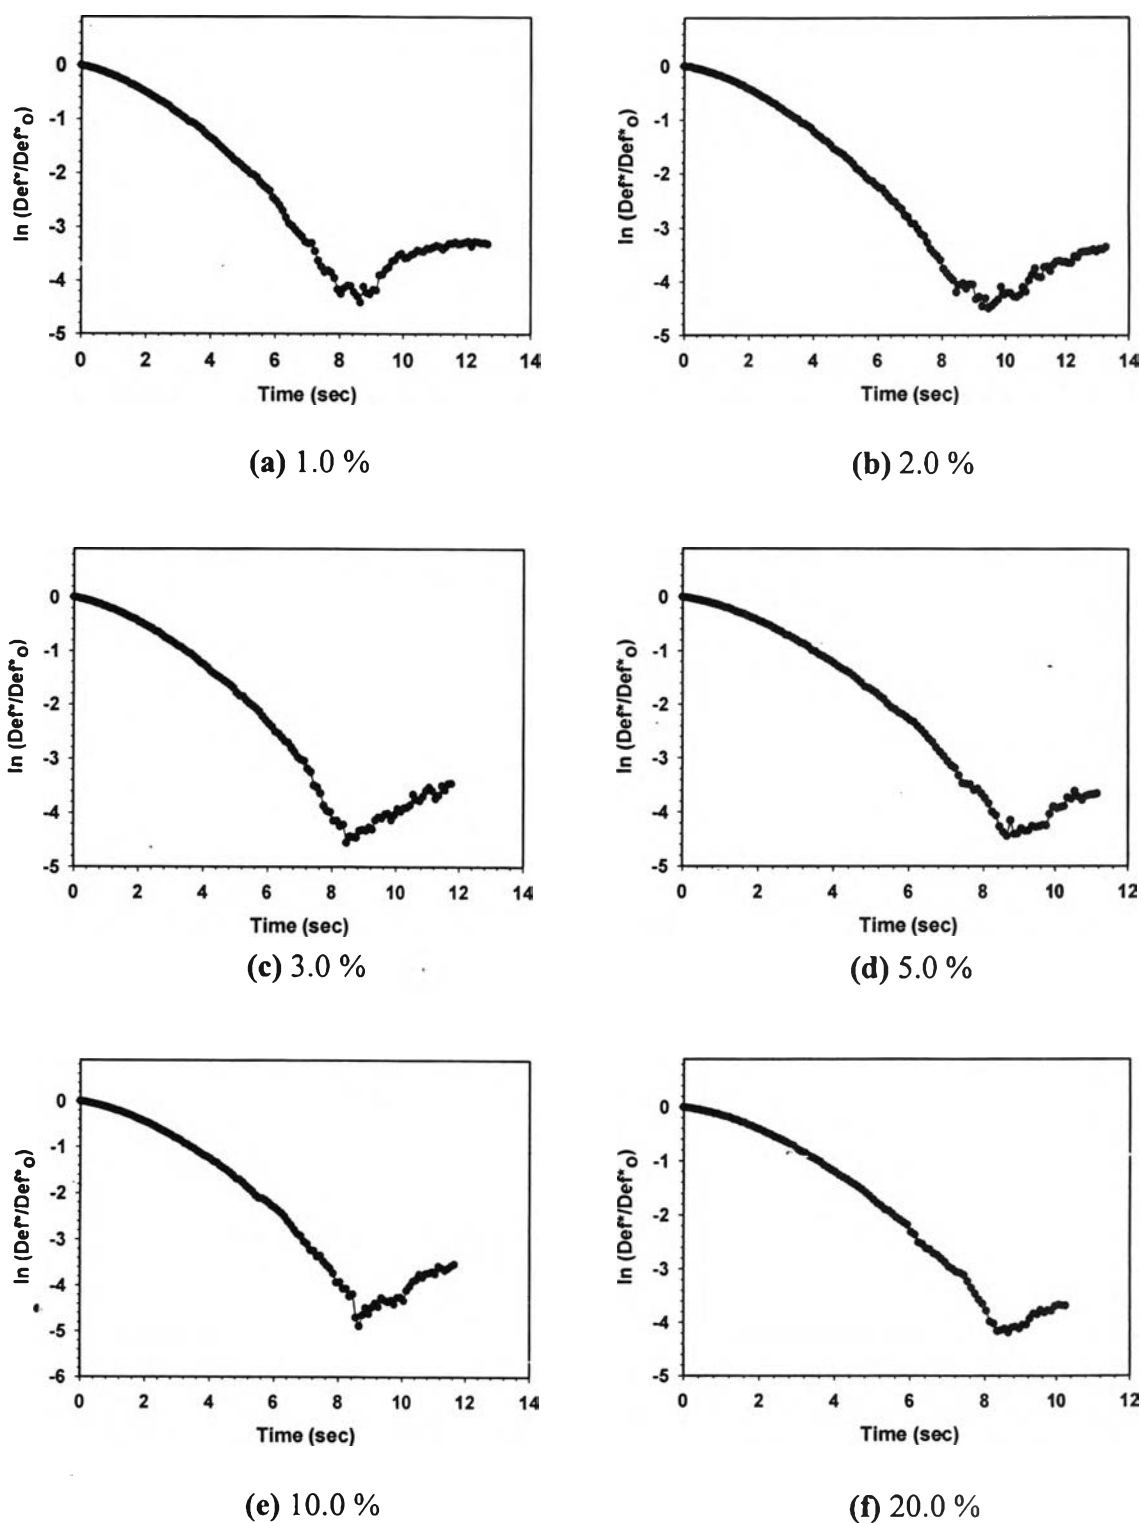 ln (Def*/Def*o)
0
-1
-2
-3
-4
-5
0 2 4 6 8 10 12 14
Time (sec)
(a) 1.0 %
ln (Def*/Def*o)
0
-1
-2
-3
-4
-5
0 2 4 6 8 10 12 14
Time (sec)
(b) 2.0 %
ln (Def*/Def*o)
0
-1
-2
-3
-4
-5
0 2 4 6 8 10 12 14
Time (sec)
(c) 3.0 %
ln (Def*/Def*o)
0
-1
-2
-3
-4
-5
0 2 4 6 8 10 12
Time (sec)
(d) 5.0 %
ln (Def*/Def*o)
0
-1
-2
-3
-4
-5
-6
0 2 4 6 8 10 12 14
Time (sec)
(e) 10.0 %
ln (Def*/Def*o)
0
-1
-2
-3
-4
-5
0 2 4 6 8 10 12
Time (sec)
(f) 20.0 %